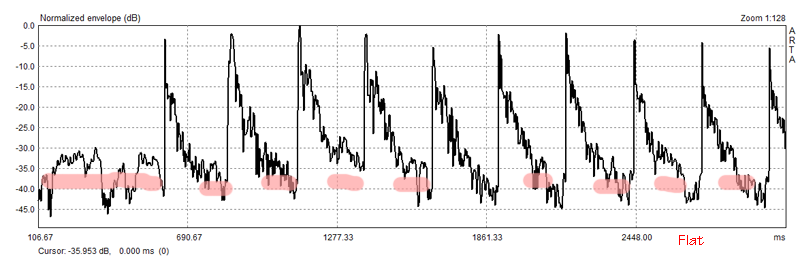 Normalized envelope (dB)
Zoom 1:128
0.0
ARTA
-5.0
-10.0
-15.0
-20.0
-25.0
-30.0
-35.0
-40.0
-45.0
106.67 690.67 1277.33 1861.33 2448.00 ms
Flat
Cursor: -35.953 dB, 0.000 ms (0)